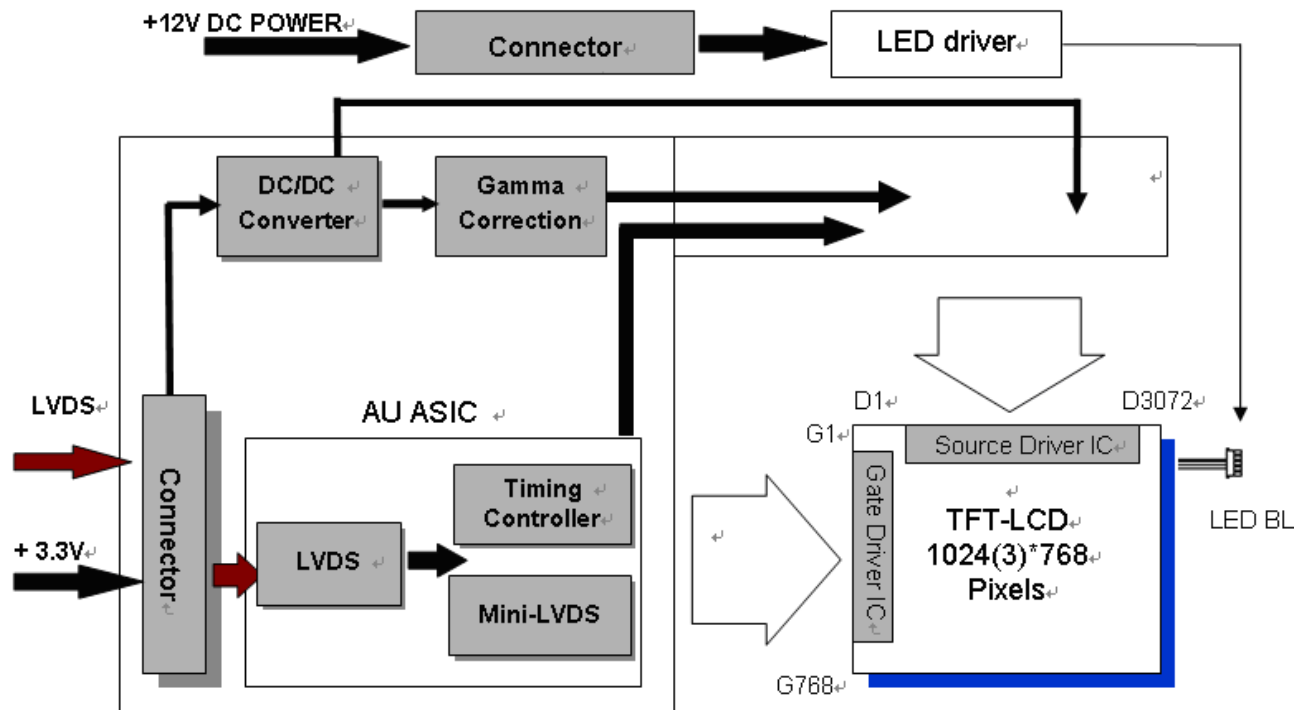 +12V DC POWER
Connector
LED driver
DC/DC
Converter
Gamma
Correction
LVDS
+ 3.3V
Connector
AU ASIC
LVDS
Timing
Controller
Mini-LVDS
D1
D3072
G1
Source Driver IC
Gate Driver IC
TFT-LCD
1024(3)*768
Pixels
G768
LED BL